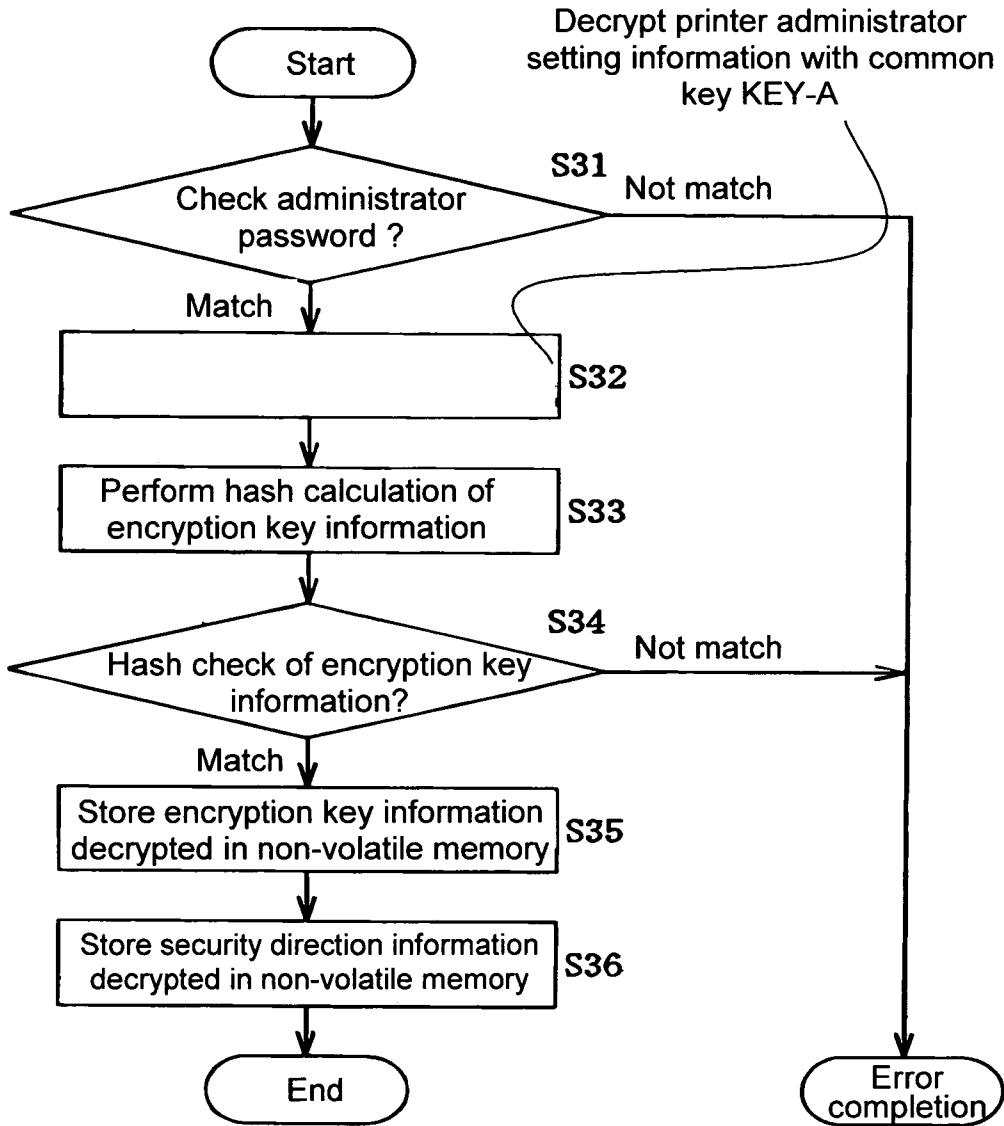 Decrypt printer administrator
setting information with common
key KEY-A
Start
S31
Not match
Check administrator
password ?
Match
S32
Perform hash calculation of
encryption key information
S33
S34
Not match
Hash check of encryption key
information?
Match
Store encryption key information
decrypted in non-volatile memory
S35
Store security direction information
decrypted in non-volatile memory
S36
End
Error
completion